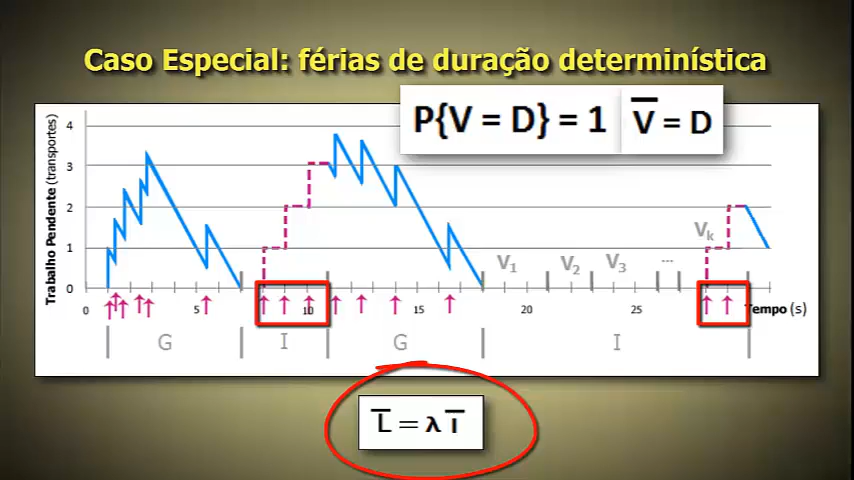 Caso Especial: férias de duração determinística
P{V = D} = 1 V̅ = D
Trabalho Pendente (transportes)
4
3
2
1
0
V₁ V₂ V₃ ... Vₖ
0 5 10 15 20 25 Tempo (s)
G I G I
L̅ = λ I̅